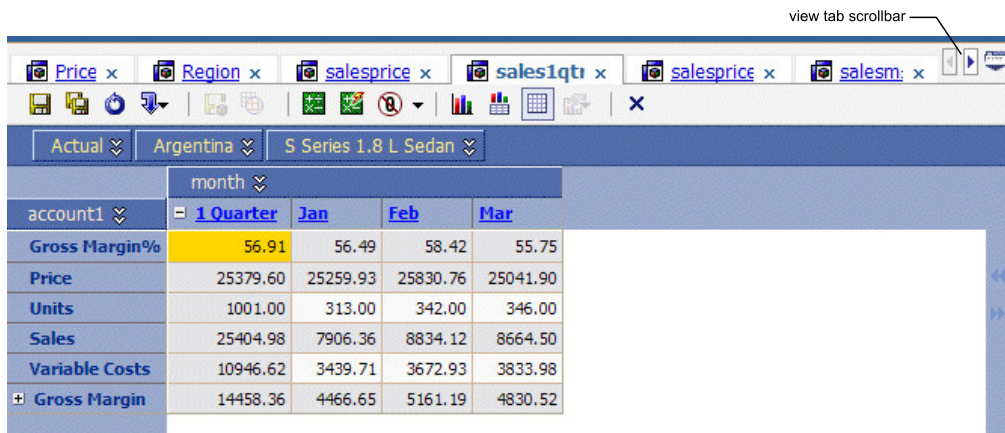 view tab scrollbar
Price x Region x salesprice x sales1qtr x salesprice x salesm: x
Actual Argentina S Series 1.8 L Sedan
month
account1 1 Quarter Jan Feb Mar
Gross Margin% 56.91 56.49 58.42 55.75
Price 25379.60 25259.93 25830.76 25041.90
Units 1001.00 313.00 342.00 346.00
Sales 25404.98 7906.36 8834.12 8664.50
Variable Costs 10946.62 3439.71 3672.93 3833.98
Gross Margin 14458.36 4466.65 5161.19 4830.52